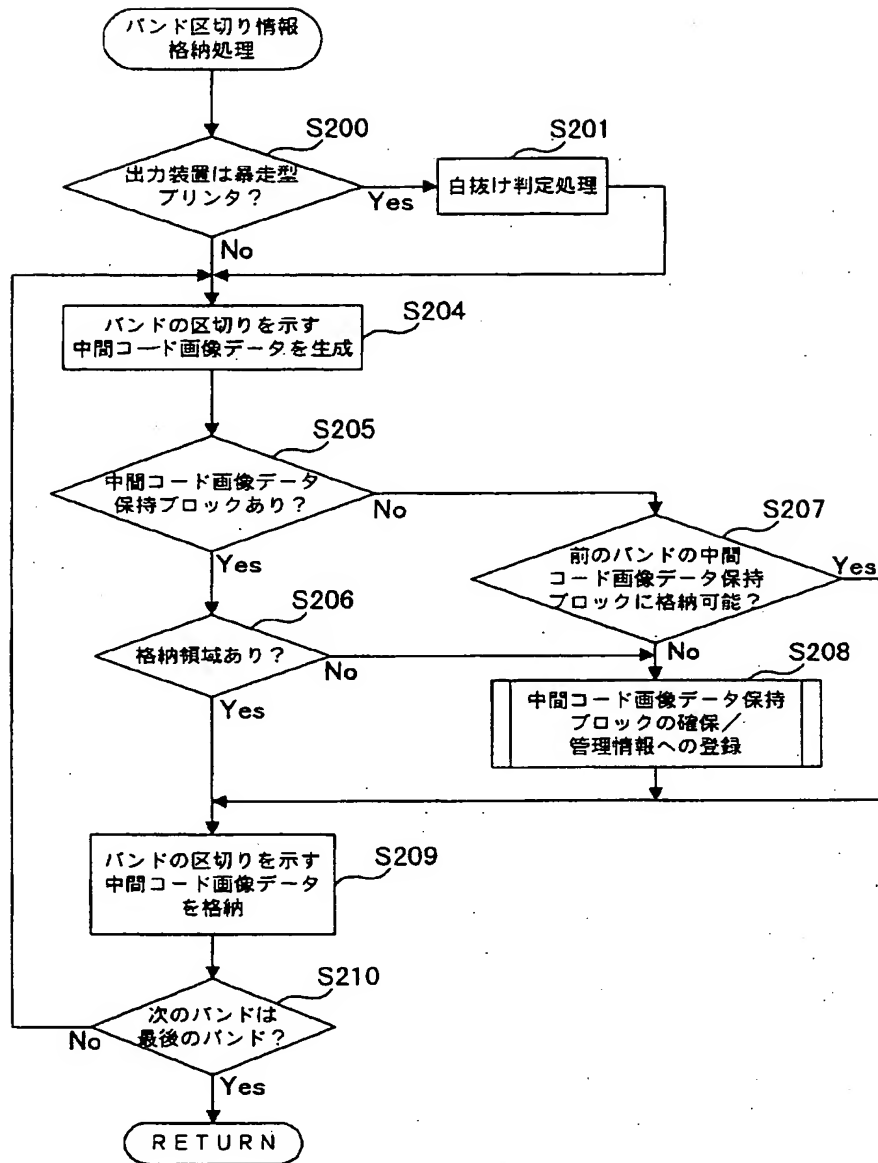 バンド区切り情報
格納処理
S200
出力装置は暴走型
プリンタ？
Yes
No
S201
白抜け判定処理
S204
バンドの区切りを示す
中間コード画像データを生成
S205
中間コード画像データ
保持ブロックあり？
No
Yes
S207
前のバンドの中間
コード画像データ保持
ブロックに格納可能？
Yes
No
S206
格納領域あり？
No
Yes
S208
中間コード画像データ保持
ブロックの確保／
管理情報への登録
S209
バンドの区切りを示す
中間コード画像データ
を格納
S210
次のバンドは
最後のバンド？
No
Yes
RETURN